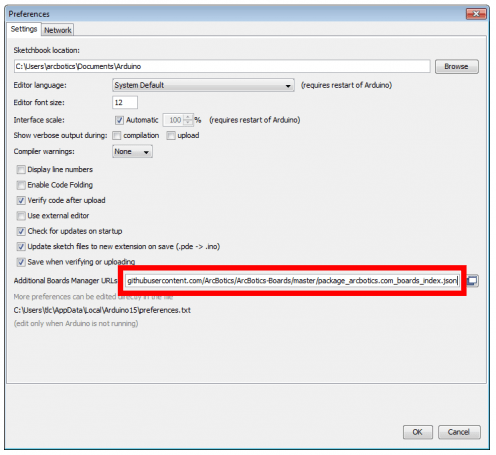 Preferences
Settings Network
Sketchbook location:
C:\Users\arcbotics\Documents\Arduino Browse
Editor language: System Default (requires restart of Arduino)
Editor font size: 12
Interface scale: Automatic 100 % (requires restart of Arduino)
Show verbose output during: compilation upload
Compiler warnings: None
Display line numbers
Enable Code Folding
Verify code after upload
Use external editor
Check for updates on startup
Update sketch files to new extension on save (.pde -> .ino)
Save when verifying or uploading
Additional Boards Manager URLs githubusercontent.com/ArcBotics/ArcBotics-Boards/master/package_arcbotics.com_boards_index.json
More preferences can be edited directly in the file
C:\Users\tlc\AppData\Local\Arduino15\preferences.txt
(edit only when Arduino is not running)
OK Cancel